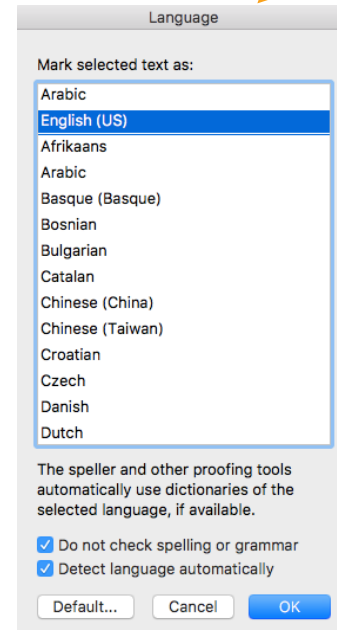 Language
Mark selected text as:
Arabic
English (US)
Afrikaans
Arabic
Basque (Basque)
Bosnian
Bulgarian
Catalan
Chinese (China)
Chinese (Taiwan)
Croatian
Czech
Danish
Dutch
The speller and other proofing tools
automatically use dictionaries of the
selected language, if available.
Do not check spelling or grammar
Detect language automatically
Default... Cancel OK